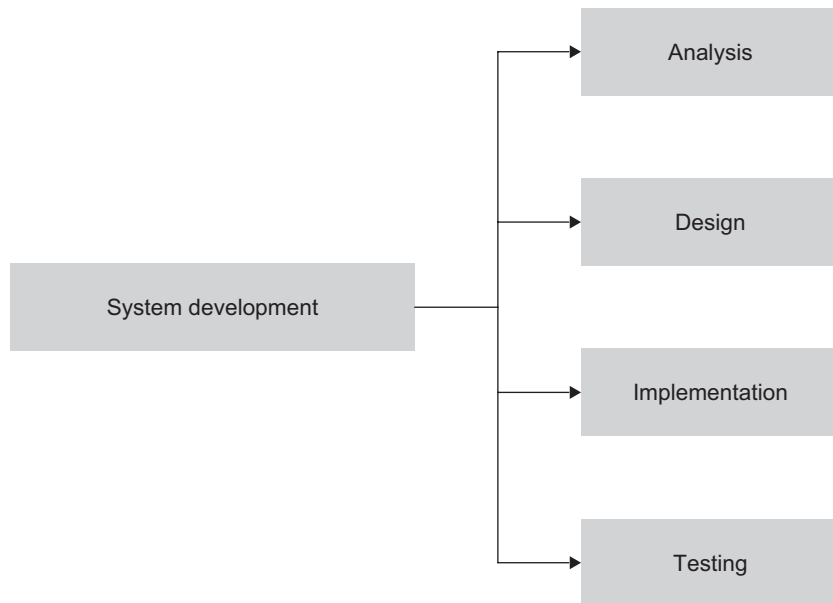 Analysis
Design
System development
Implementation
Testing